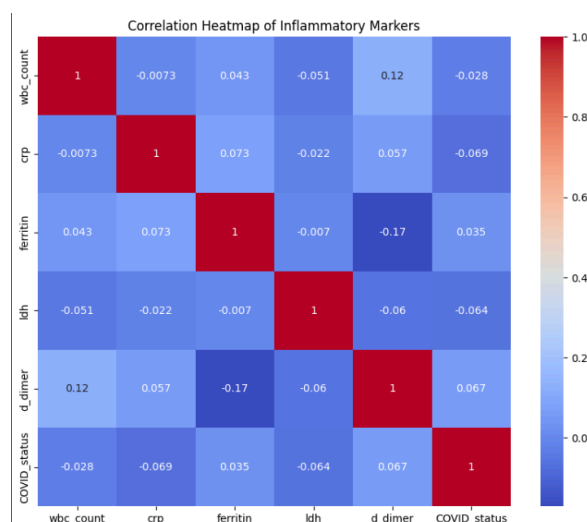 Correlation Heatmap of Inflammatory Markers
wbc_count 1 -0.0073 0.043 -0.051 0.12 -0.028
crp -0.0073 1 0.073 -0.022 0.057 -0.069
ferritin 0.043 0.073 1 -0.007 -0.17 0.035
ldh -0.051 -0.022 -0.007 1 -0.06 -0.064
d_dimer 0.12 0.057 -0.17 -0.06 1 0.067
COVID_status -0.028 -0.069 0.035 -0.064 0.067 1
wbc_count crp ferritin ldh d_dimer COVID_status
1.0
0.8
0.6
0.4
0.2
0.0